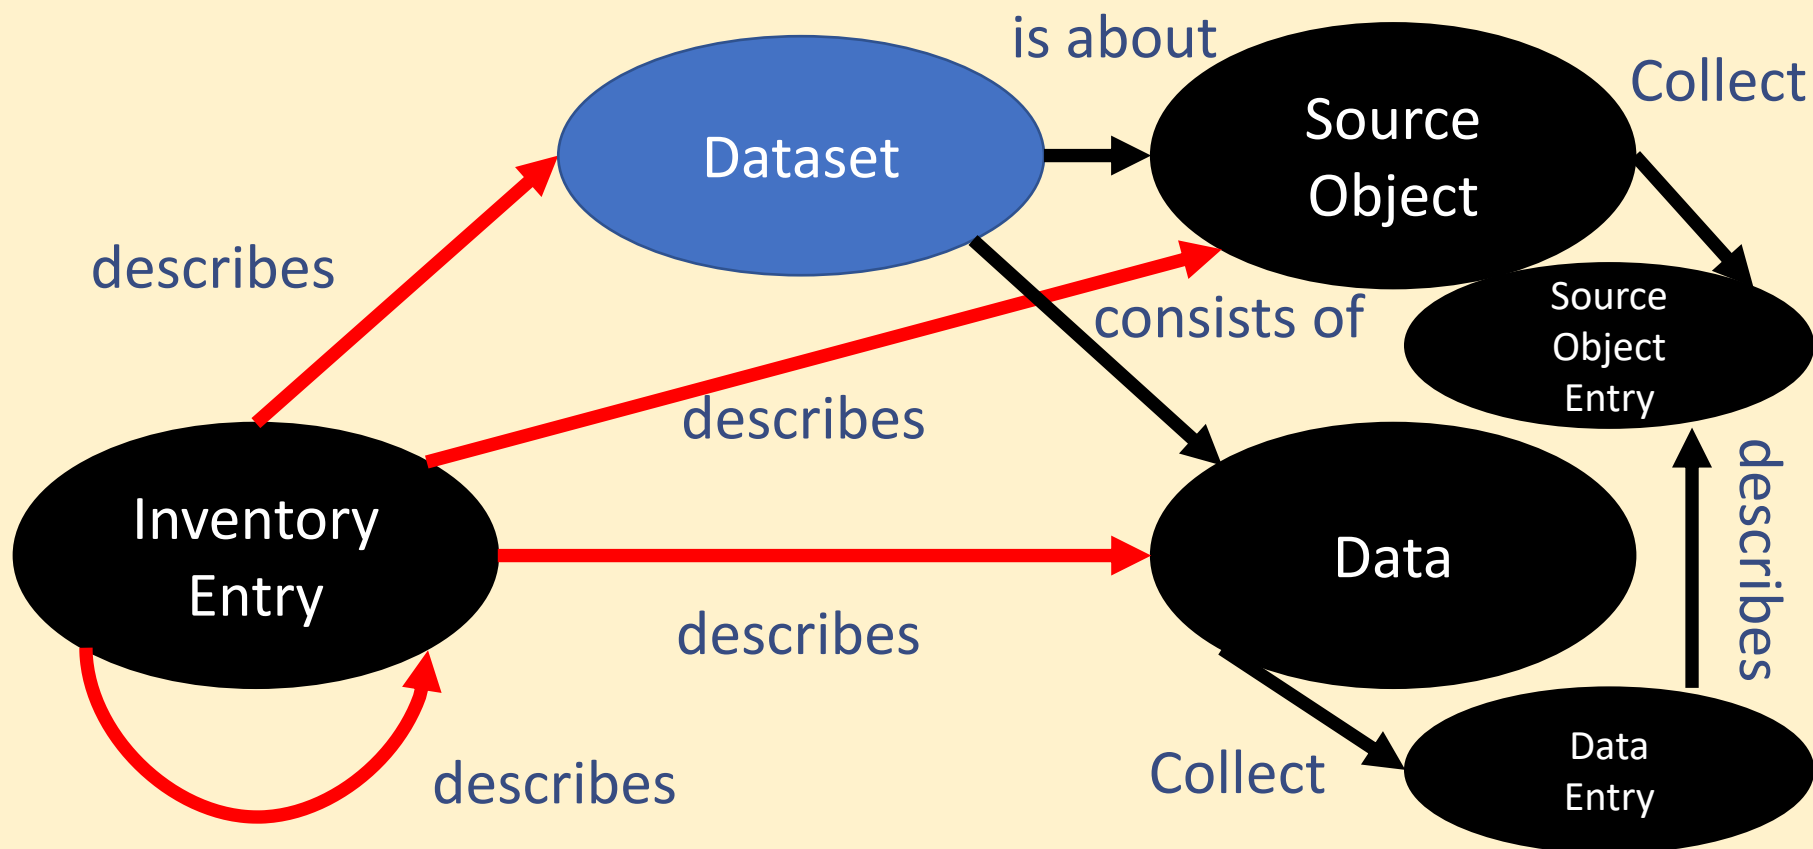 is about
Collect
Dataset
Source
Object
describes
consists of
Source
Object
Entry
describes
describes
Inventory
Entry
Data
describes
describes
Collect
Data
Entry